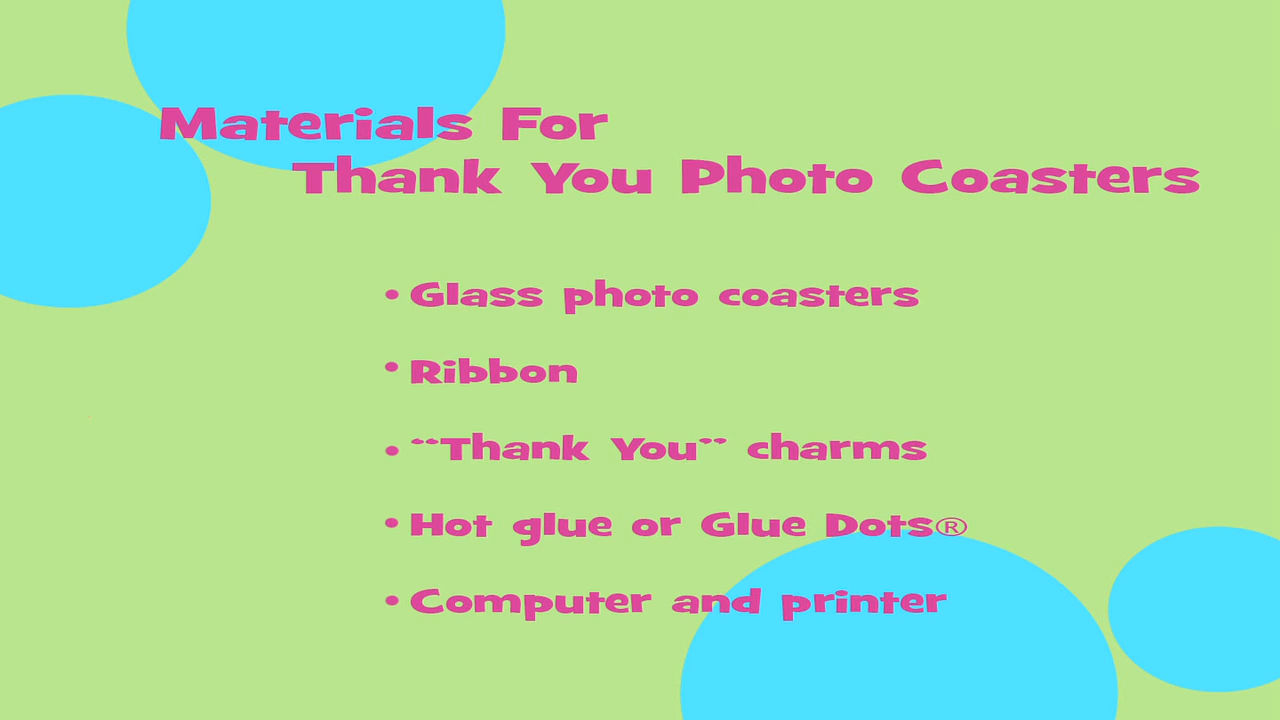 Materials For
Thank You Photo Coasters
• Glass photo coasters
• Ribbon
• “Thank You” charms
• Hot glue or Glue Dots®
• Computer and printer